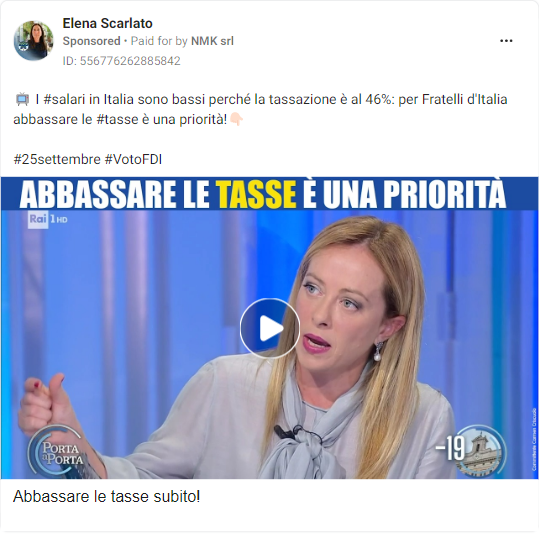 Elena Scarlato
Sponsored • Paid for by NMK srl
ID: 556776262885842
📺 I #salari in Italia sono bassi perché la tassazione è al 46%: per Fratelli d'Italia
abbassare le #tasse è una priorità!👇🏻
#25settembre #VotoFDI
ABBASSARE LE TASSE È UNA PRIORITÀ
Rai 1 HD
PORTA a PORTA
-19
Abbassare le tasse subito!